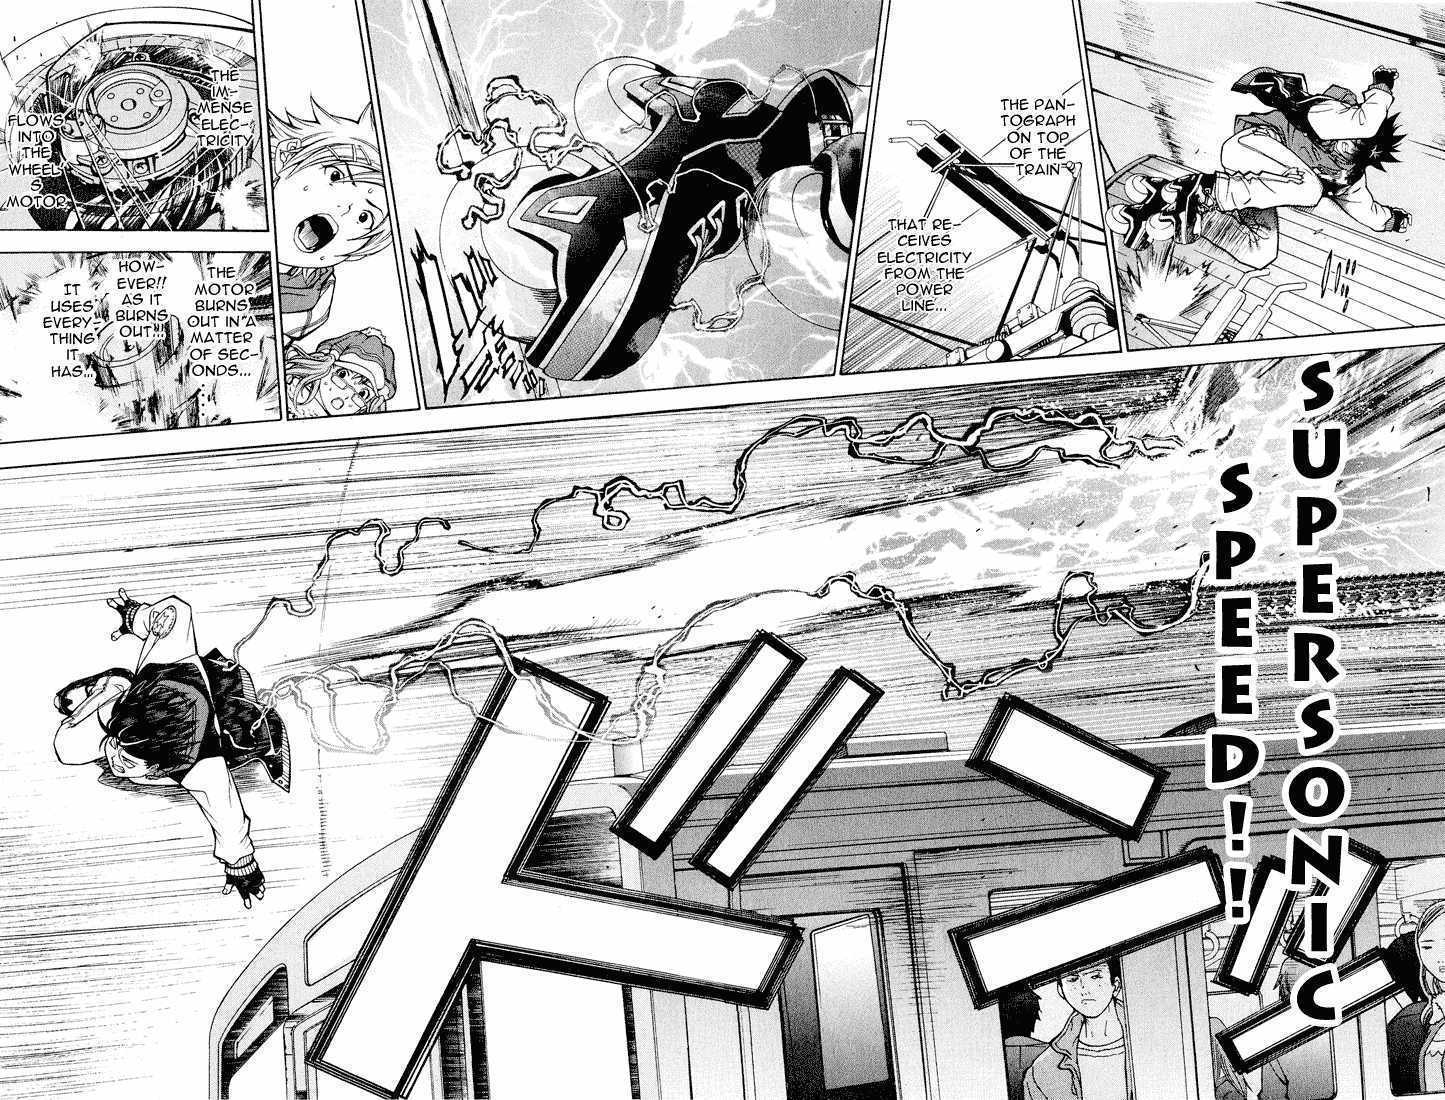 THE PAN-
TOGRAPH
ON TOP
OF THE
TRAIN
THAT RE-
CEIVES
ELECTRICITY
FROM THE
POWER
LINE...
THE
IM-
MENSE
ELEC-
TRICITY
FLOWS
INTO
THE
WHEEL'
S
MOTOR
THE
MOTOR
BURNS
OUT IN A
MATTER
OF SEC-
ONDS...
HOW-
EVER!!
AS IT
BURNS
OUT...
IT
USES
EVERY-
THING
IT
HAS...
SUPERSONIC
SPEED!!
ドドン